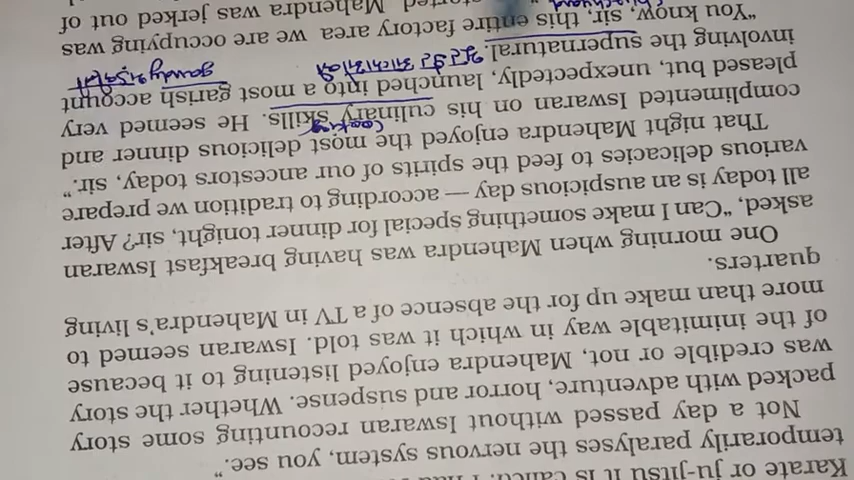 Karate or ju-jitsu it is called.
temporarily paralyses the nervous system, you see.”
Not a day passed without Iswaran recounting some story
packed with adventure, horror and suspense. Whether the story
was credible or not, Mahendra enjoyed listening to it because
of the inimitable way in which it was told. Iswaran seemed to
more than make up for the absence of a TV in Mahendra’s living
quarters.
One morning when Mahendra was having breakfast Iswaran
asked, “Can I make something special for dinner tonight, sir? After
all today is an auspicious day — according to tradition we prepare
various delicacies to feed the spirits of our ancestors today, sir.”
That night Mahendra enjoyed the most delicious dinner and
cooking
complimented Iswaran on his culinary skills. He seemed very
pleased but, unexpectedly, launched into a most garish account
gaudy
involving the supernatural.
“You know, sir, this entire factory area we are occupying was
Mahendra was jerked out of